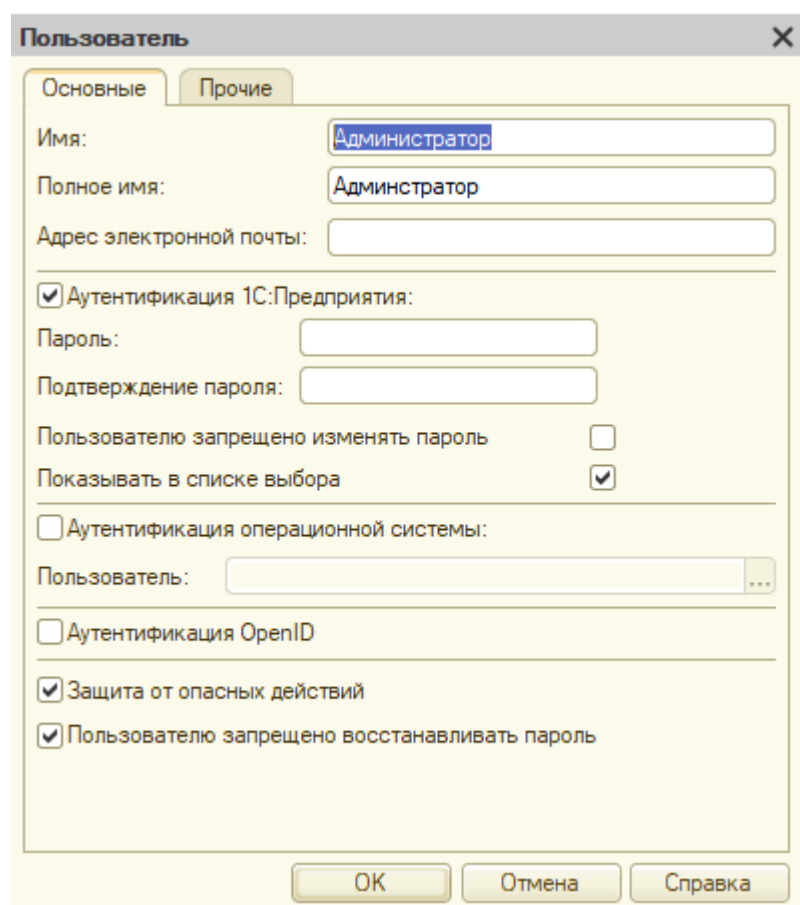 Пользователь
Основные Прочие
Имя: Администратор
Полное имя: Админстратор
Адрес электронной почты:
Аутентификация 1С:Предприятия:
Пароль:
Подтверждение пароля:
Пользователю запрещено изменять пароль
Показывать в списке выбора
Аутентификация операционной системы:
Пользователь: ...
Аутентификация OpenID
Защита от опасных действий
Пользователю запрещено восстанавливать пароль
OK Отмена Справка